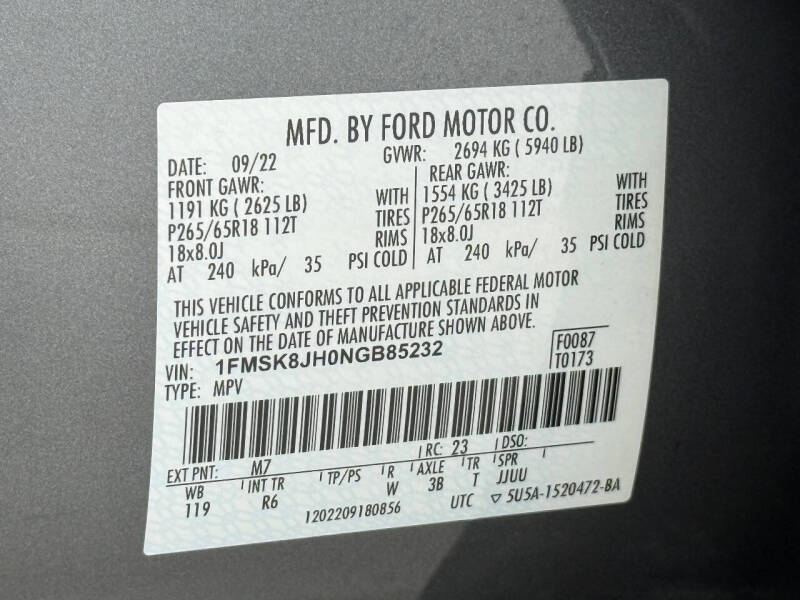 MFD. BY FORD MOTOR CO.
DATE: 09/22 GVWR: 2694 KG ( 5940 LB)
FRONT GAWR: REAR GAWR:
1191 KG ( 2625 LB) WITH 1554 KG ( 3425 LB) WITH
P265/65R18 112T TIRES P265/65R18 112T TIRES
18x8.0J RIMS 18x8.0J RIMS
AT 240 kPa/ 35 PSI COLD AT 240 kPa/ 35 PSI COLD
THIS VEHICLE CONFORMS TO ALL APPLICABLE FEDERAL MOTOR
VEHICLE SAFETY AND THEFT PREVENTION STANDARDS IN
EFFECT ON THE DATE OF MANUFACTURE SHOWN ABOVE.
VIN: 1FMSK8JH0NGB85232 F0087
TYPE: MPV T0173
EXT PNT: M7 RC: 23 DSO:
WB INT TR TP/PS R AXLE TR SPR
119 R6 W 3B T JJUU
1202209180856 UTC ▽ 5U5A-1520472-BA